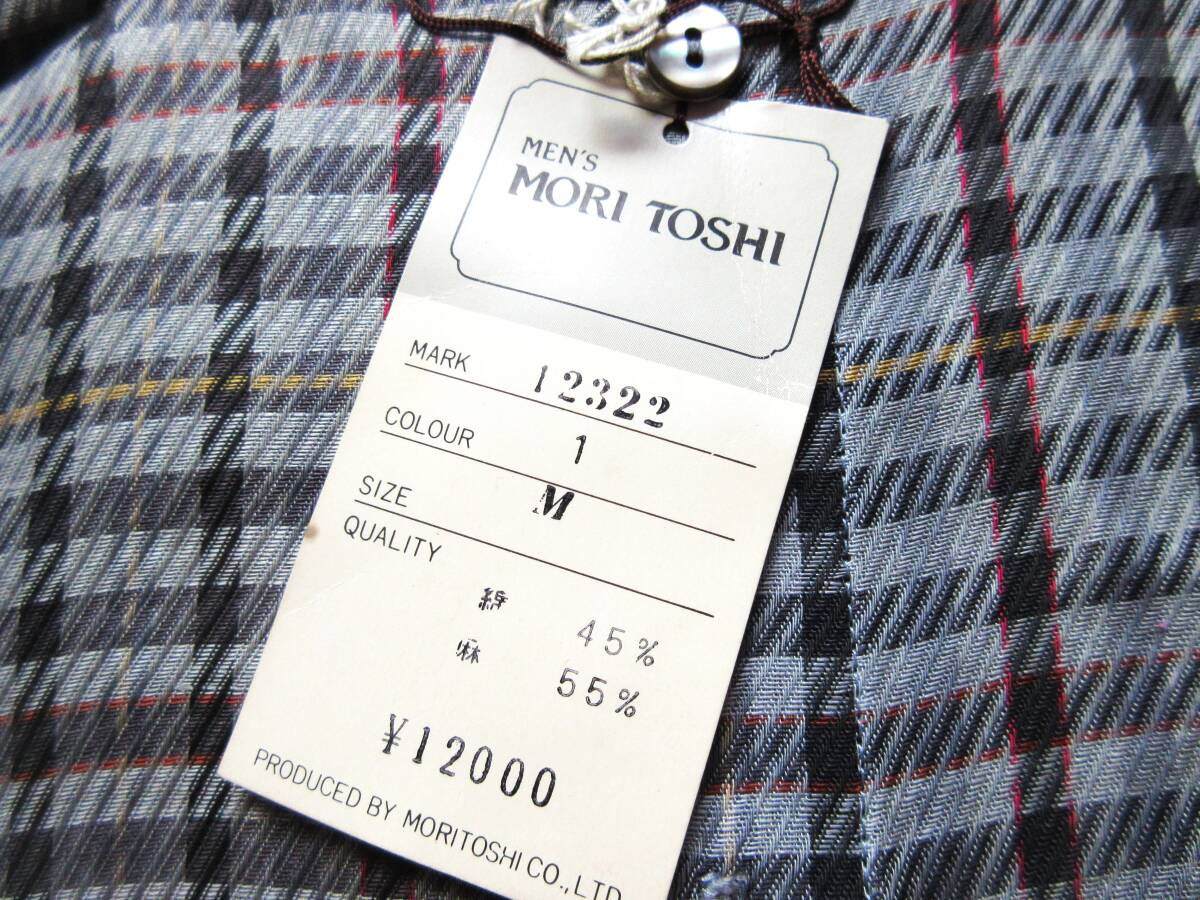 MEN'S
MORI TOSHI
MARK 12322
COLOUR 1
SIZE M
QUALITY
綿 45%
麻 55%
¥12000
PRODUCED BY MORITOSHI CO., LTD.